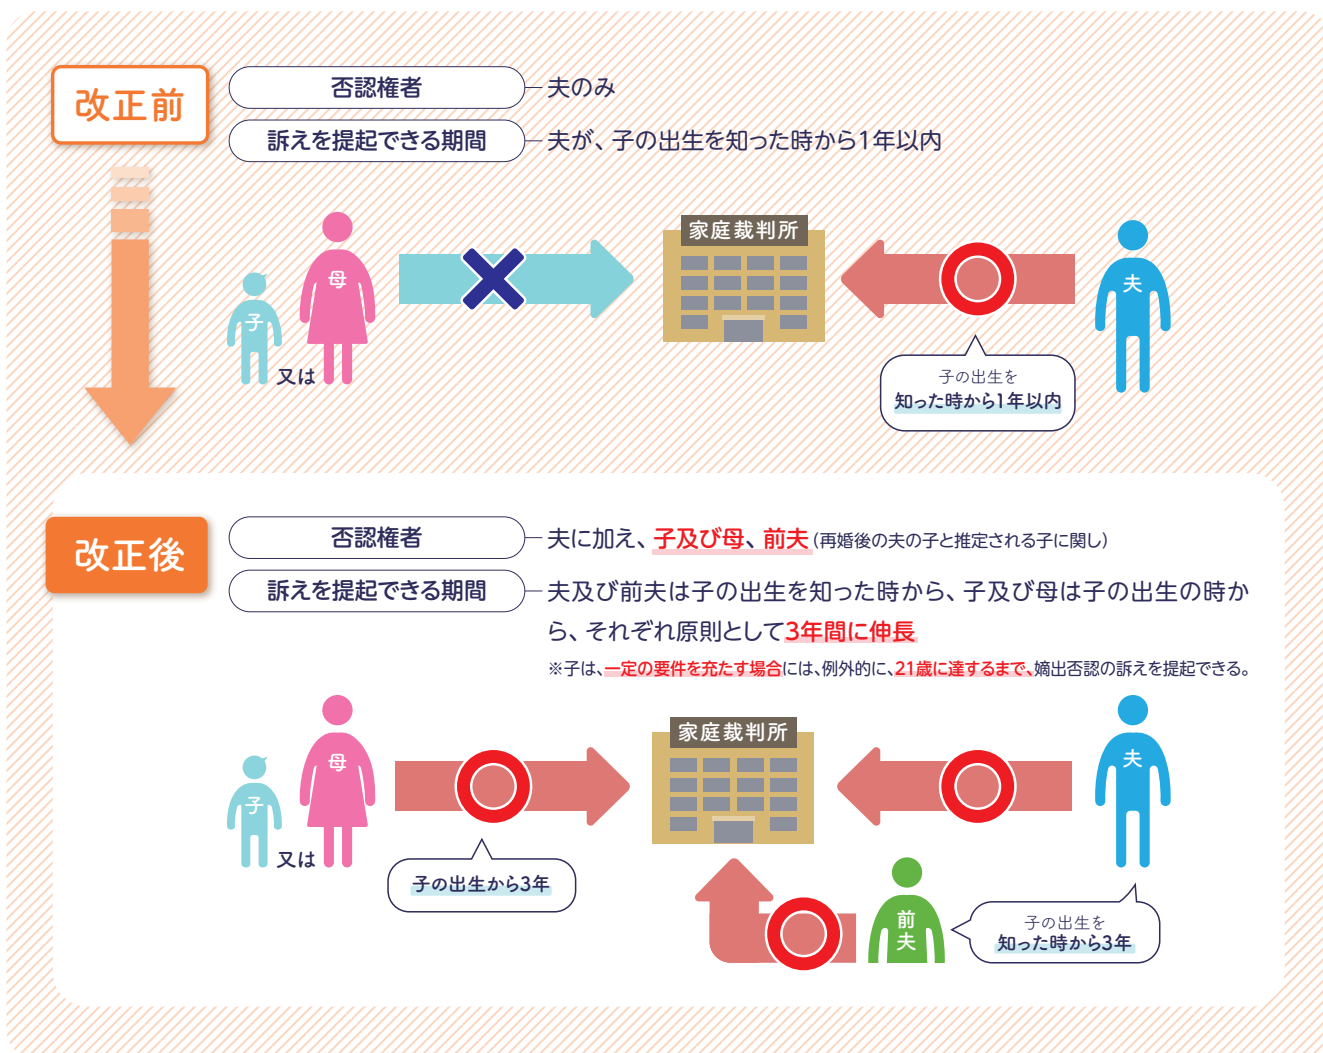 改正前
否認権者
夫のみ
訴えを提起できる期間
夫が、子の出生を知った時から1年以内
家庭裁判所
母
子
又は
夫
子の出生を
知った時から1年以内
改正後
否認権者
夫に加え、子及び母、前夫(再婚後の夫の子と推定される子に関し)
訴えを提起できる期間
夫及び前夫は子の出生を知った時から、子及び母は子の出生の時か
ら、それぞれ原則として3年間に伸長
※子は、一定の要件を充たす場合には、例外的に、21歳に達するまで、嫡出否認の訴えを提起できる。
家庭裁判所
母
子
又は
夫
子の出生から3年
前
夫
子の出生を
知った時から3年